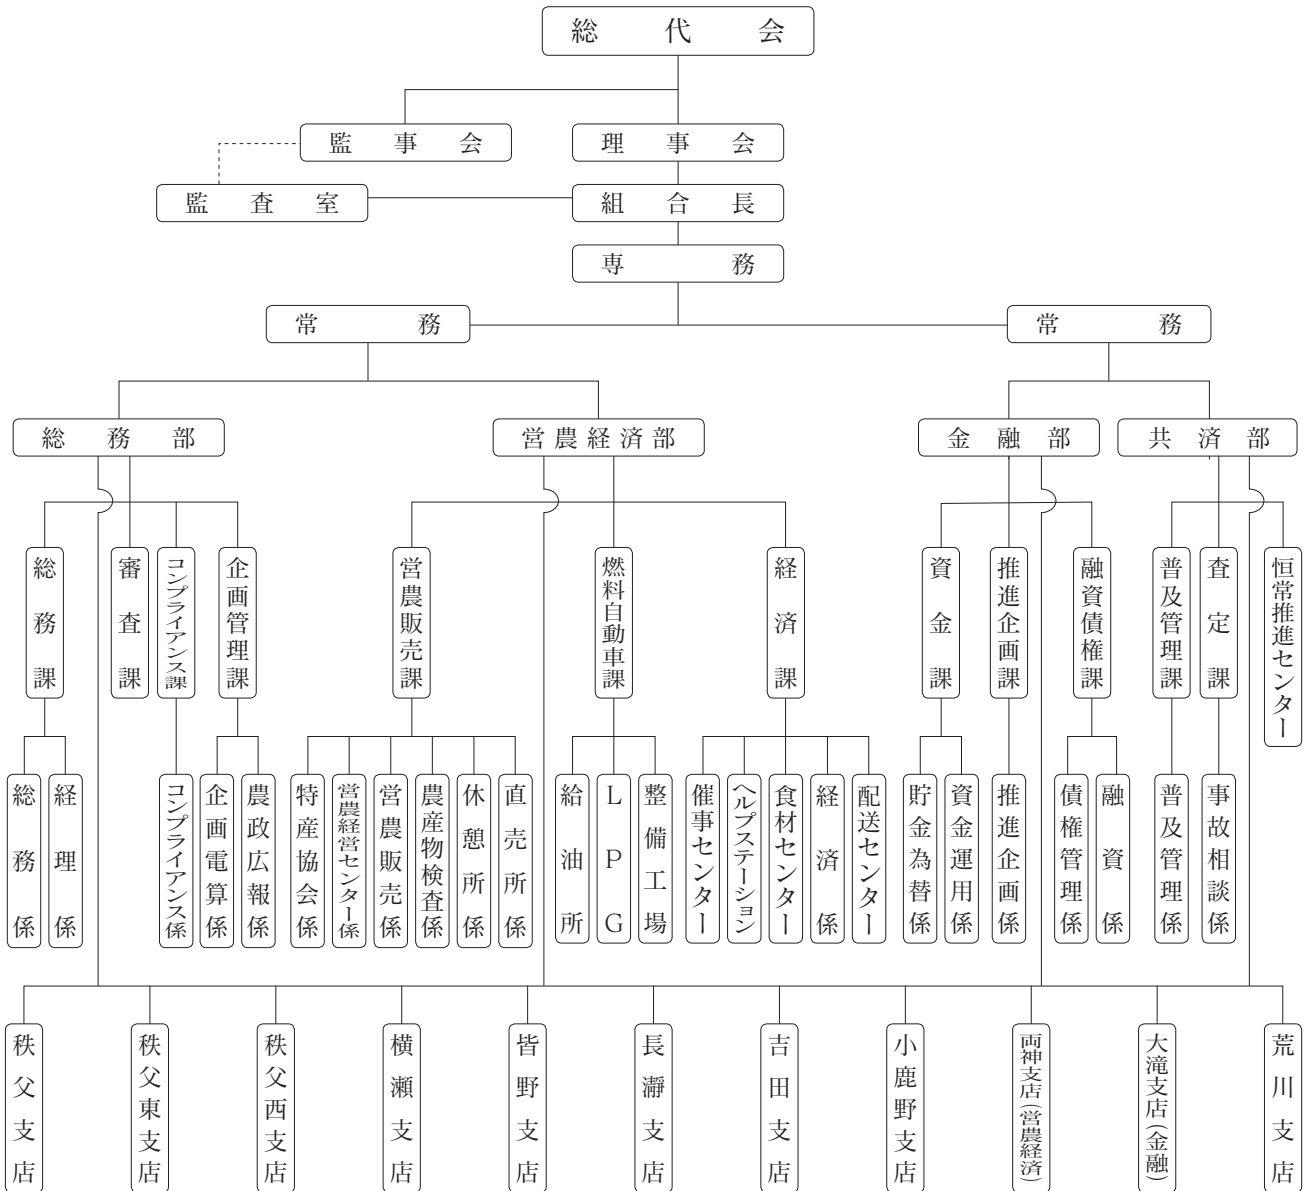 総代会
監事会
理事会
監査室
組合長
専務
常務
常務
総務部
営農経済部
金融部
共済部
総務課
審査課
コンプライアンス課
企画管理課
営農販売課
燃料自動車課
経済課
資金課
推進企画課
融資債権課
普及管理課
査定課
恒常推進センター
総務係
経理係
コンプライアンス係
企画電算係
農政広報係
特産協会係
営農経営センター係
営農販売係
農産物検査係
休憩所係
直売所係
給油所
LPG
整備工場
催事センター
ヘルプステーション
食材センター
経済係
配送センター
貯金為替係
資金運用係
推進企画係
債権管理係
融資係
普及管理係
事故相談係
秩父支店
秩父東支店
秩父西支店
横瀬支店
皆野支店
長瀞支店
吉田支店
小鹿野支店
両神支店(営農経済)
大滝支店(金融)
荒川支店